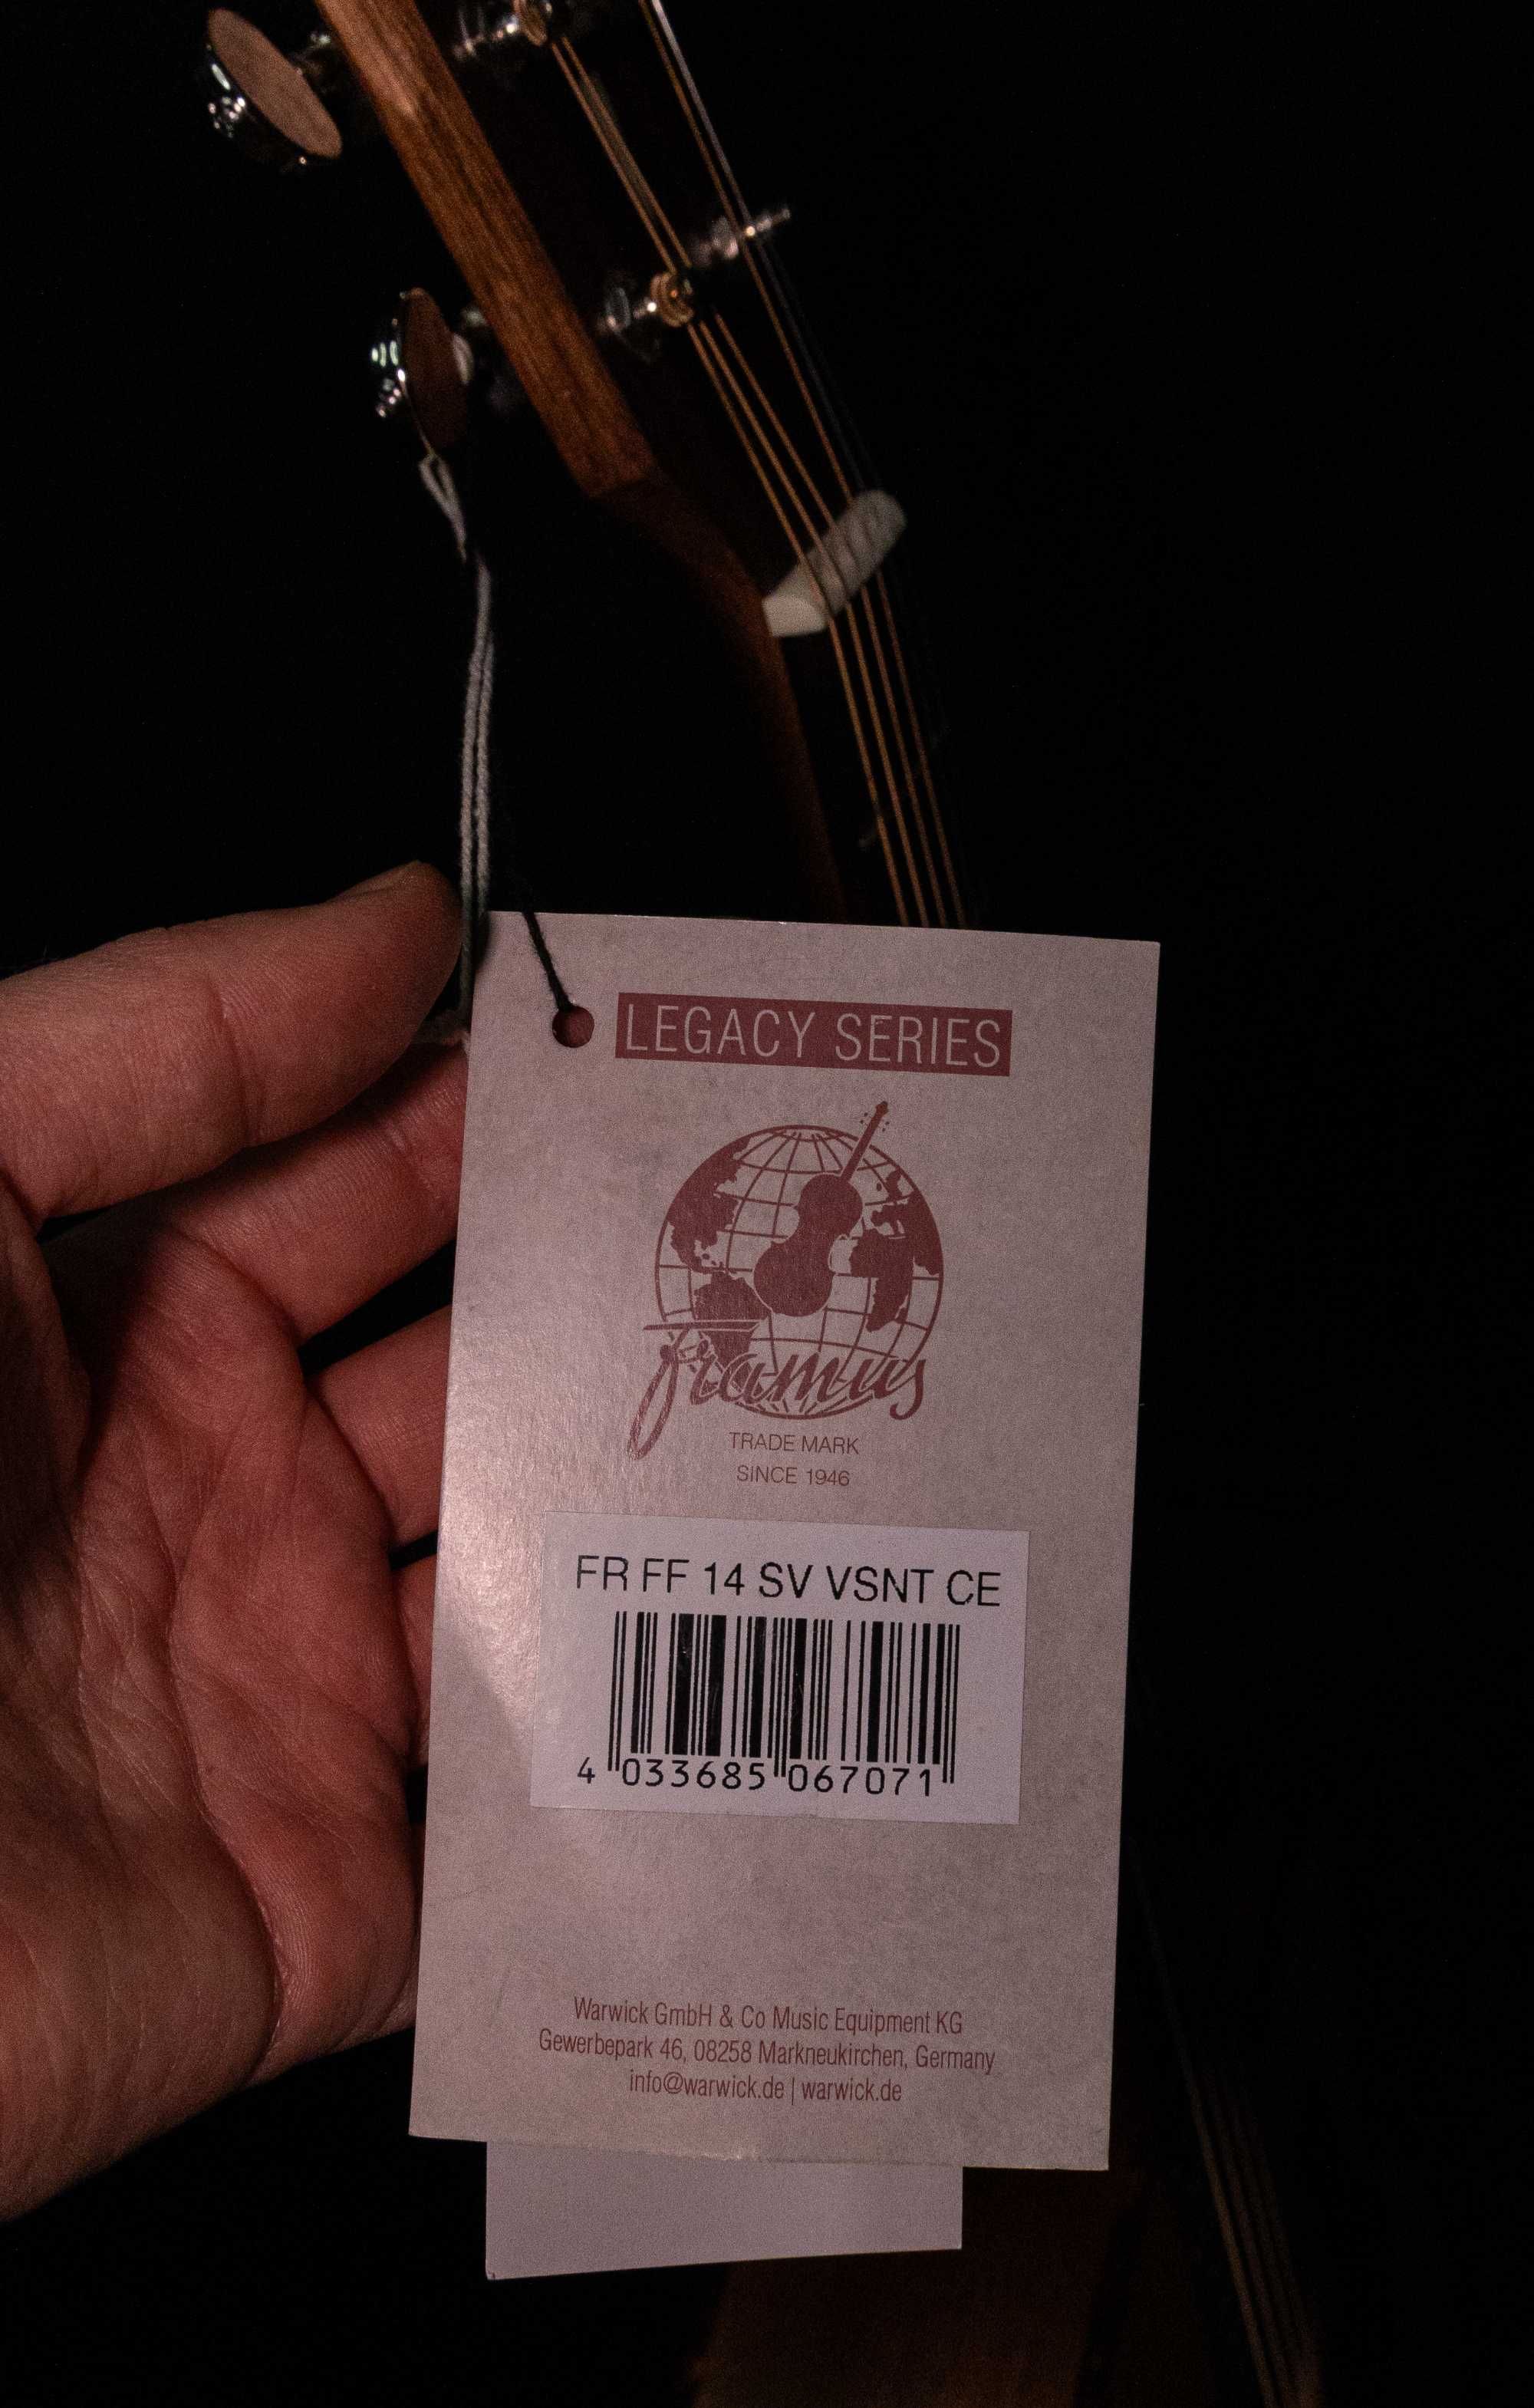 LEGACY SERIES
framus
TRADE MARK
SINCE 1946
FR FF 14 SV VSNT CE
4 033685 067071
Warwick GmbH & Co Music Equipment KG
Gewerbepark 46, 08258 Markneukirchen, Germany
info@warwick.de | warwick.de